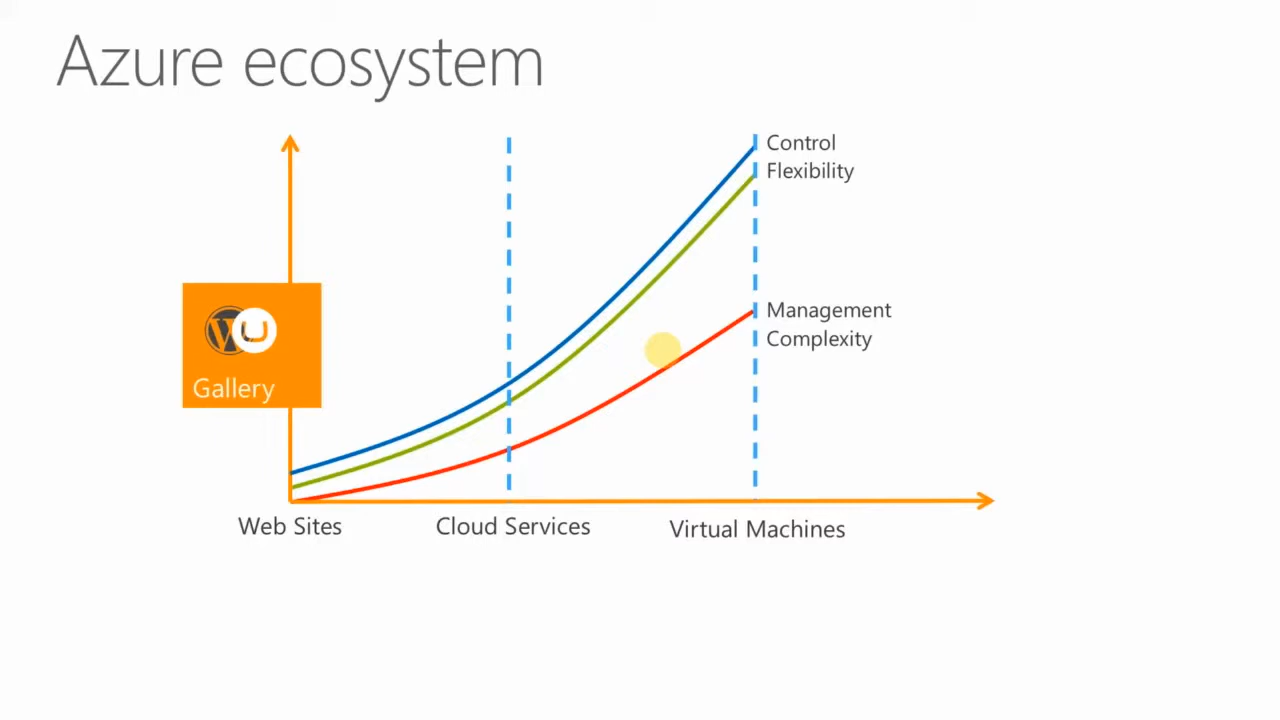 Azure ecosystem
Control
Flexibility
Gallery
Management
Complexity
Web Sites
Cloud Services
Virtual Machines